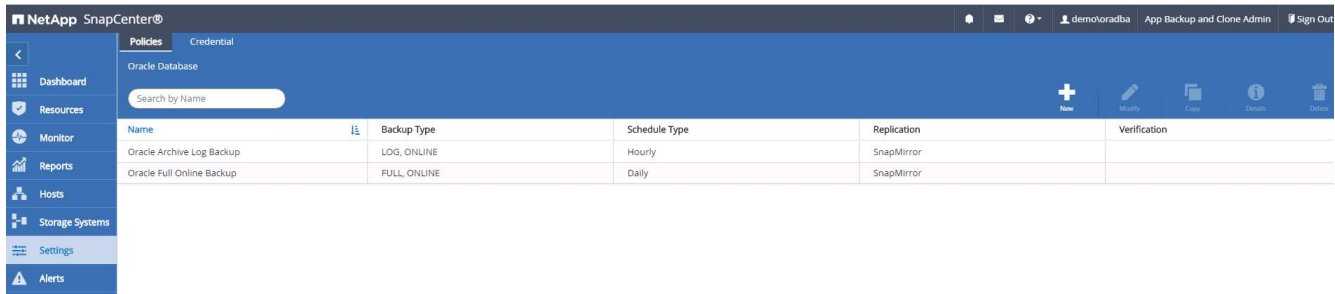 NetApp SnapCenter® demo\oradba App Backup and Clone Admin Sign Out
Policies Credential
Oracle Database
Search by Name
New Modify Copy Details Delete
Dashboard
Resources
Monitor
Reports
Hosts
Storage Systems
Settings
Alerts
Name Backup Type Schedule Type Replication Verification
Oracle Archive Log Backup LOG, ONLINE Hourly SnapMirror
Oracle Full Online Backup FULL, ONLINE Daily SnapMirror